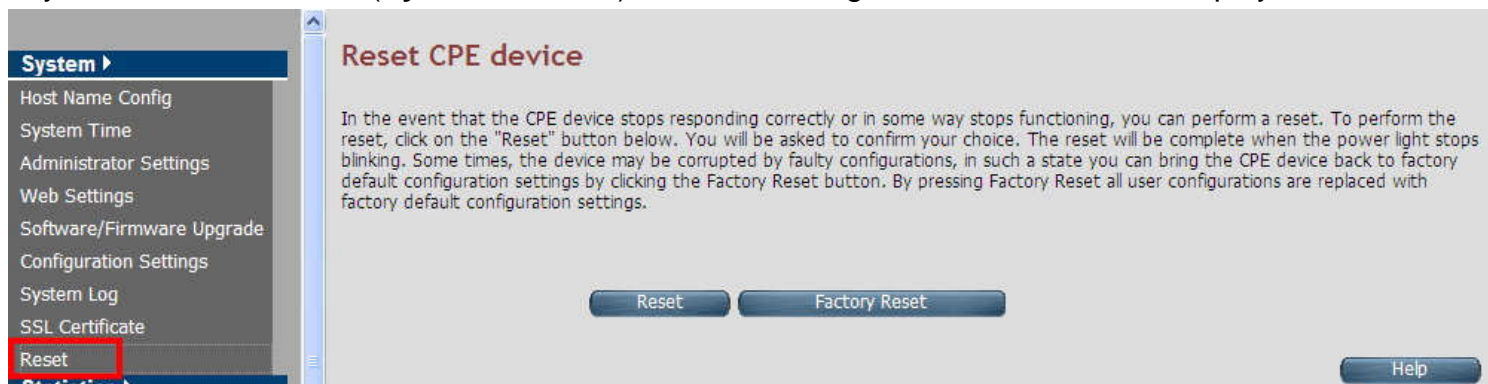 System ▶
Host Name Config
System Time
Administrator Settings
Web Settings
Software/Firmware Upgrade
Configuration Settings
System Log
SSL Certificate
Reset
Reset CPE device
In the event that the CPE device stops responding correctly or in some way stops functioning, you can perform a reset. To perform the
reset, click on the "Reset" button below. You will be asked to confirm your choice. The reset will be complete when the power light stops
blinking. Some times, the device may be corrupted by faulty configurations, in such a state you can bring the CPE device back to factory
default configuration settings by clicking the Factory Reset button. By pressing Factory Reset all user configurations are replaced with
factory default configuration settings.
Reset Factory Reset
Help